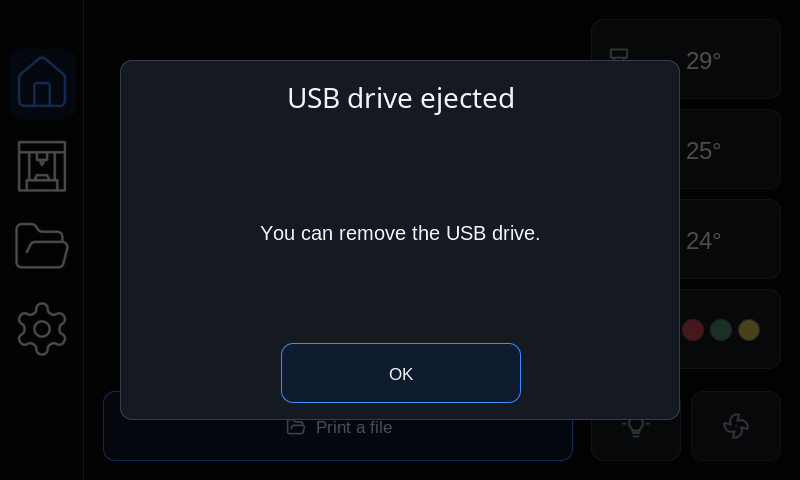 USB drive ejected
You can remove the USB drive.
OK
29°
25°
24°
Print a file